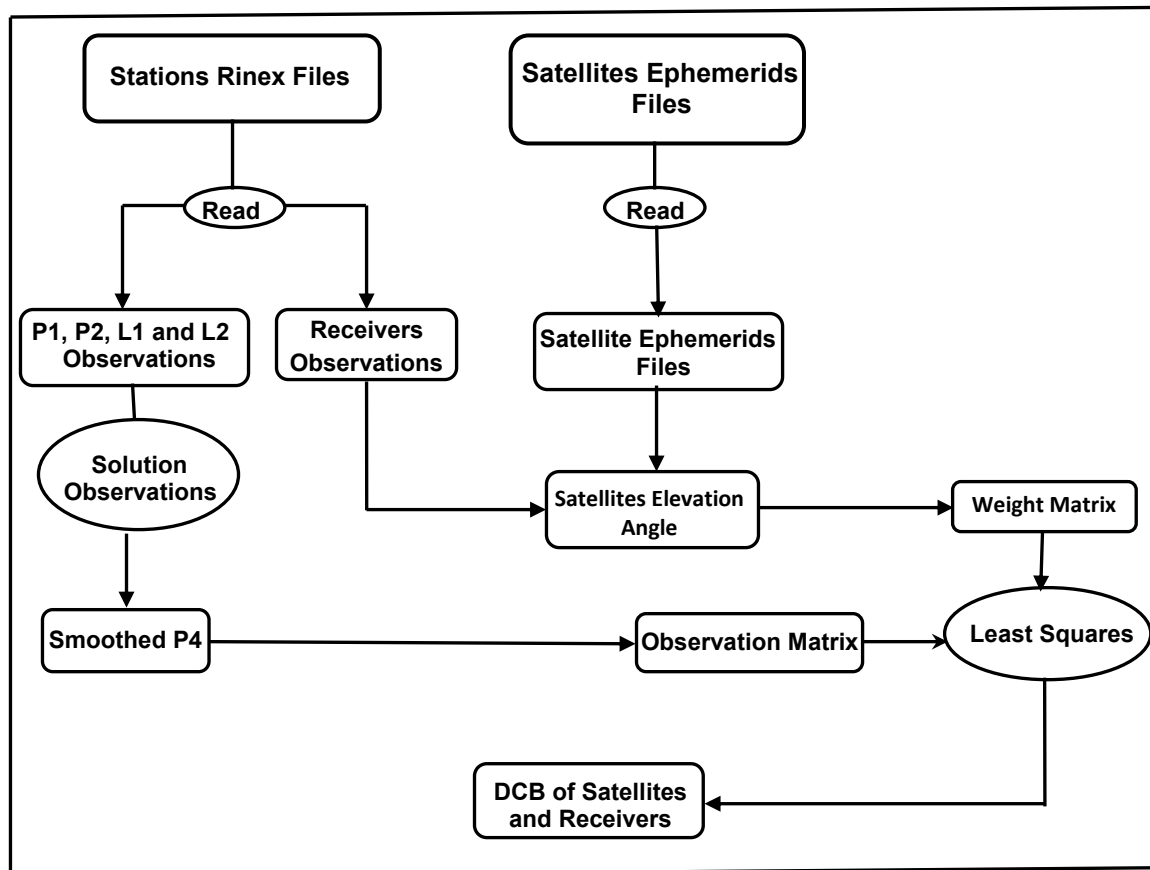 Stations Rinex Files
Satellites Ephemerids
Files
Read
Read
P1, P2, L1 and L2
Observations
Receivers
Observations
Satellite Ephemerids
Files
Solution
Observations
Satellites Elevation
Angle
Weight Matrix
Smoothed P4
Observation Matrix
Least Squares
DCB of Satellites
and Receivers